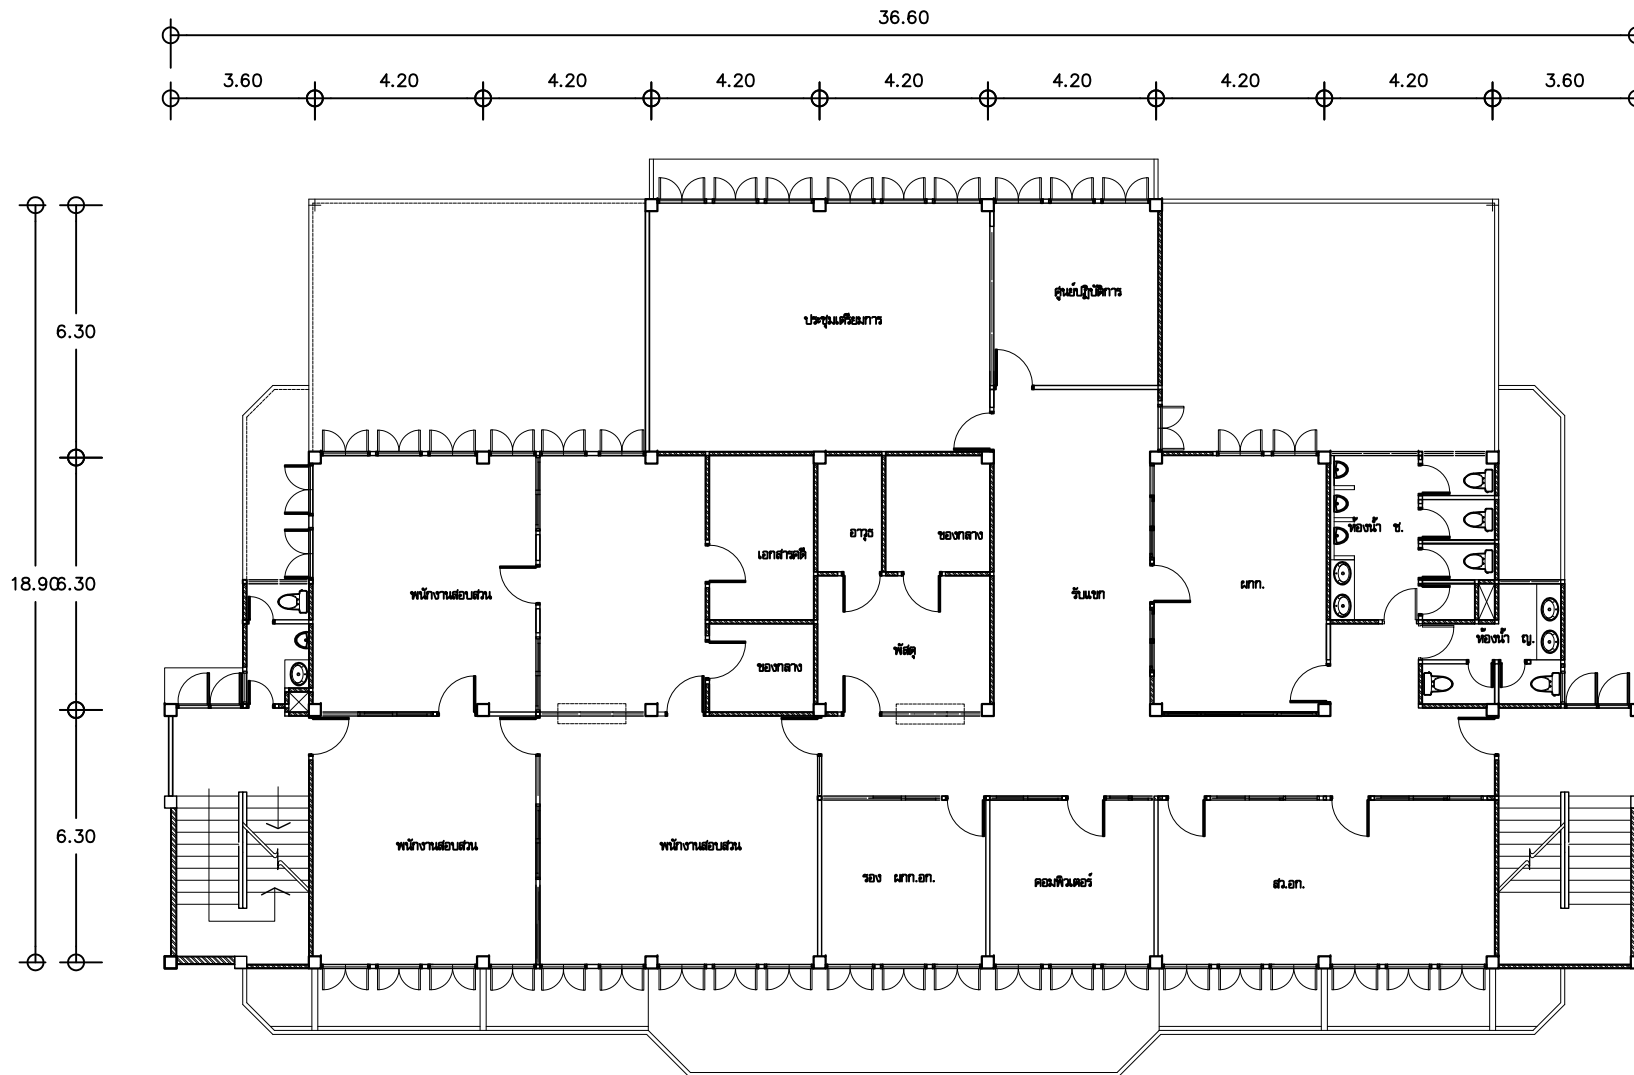 36.60
3.60 4.20 4.20 4.20 4.20 4.20 4.20 4.20 3.60
ศูนย์ปฏิบัติการ
ประชุมเตรียมการ
6.30
อาวุธ ของกลาง ห้องน้ำ ช.
เอกสารคดี
18.90 6.30 พนักงานสอบสวน รับแขก ผกก.
ห้องน้ำ ญ.
พัสดุ
ของกลาง
6.30
พนักงานสอบสวน พนักงานสอบสวน
รอง ผกก.อก. คอมพิวเตอร์ สว.อก.